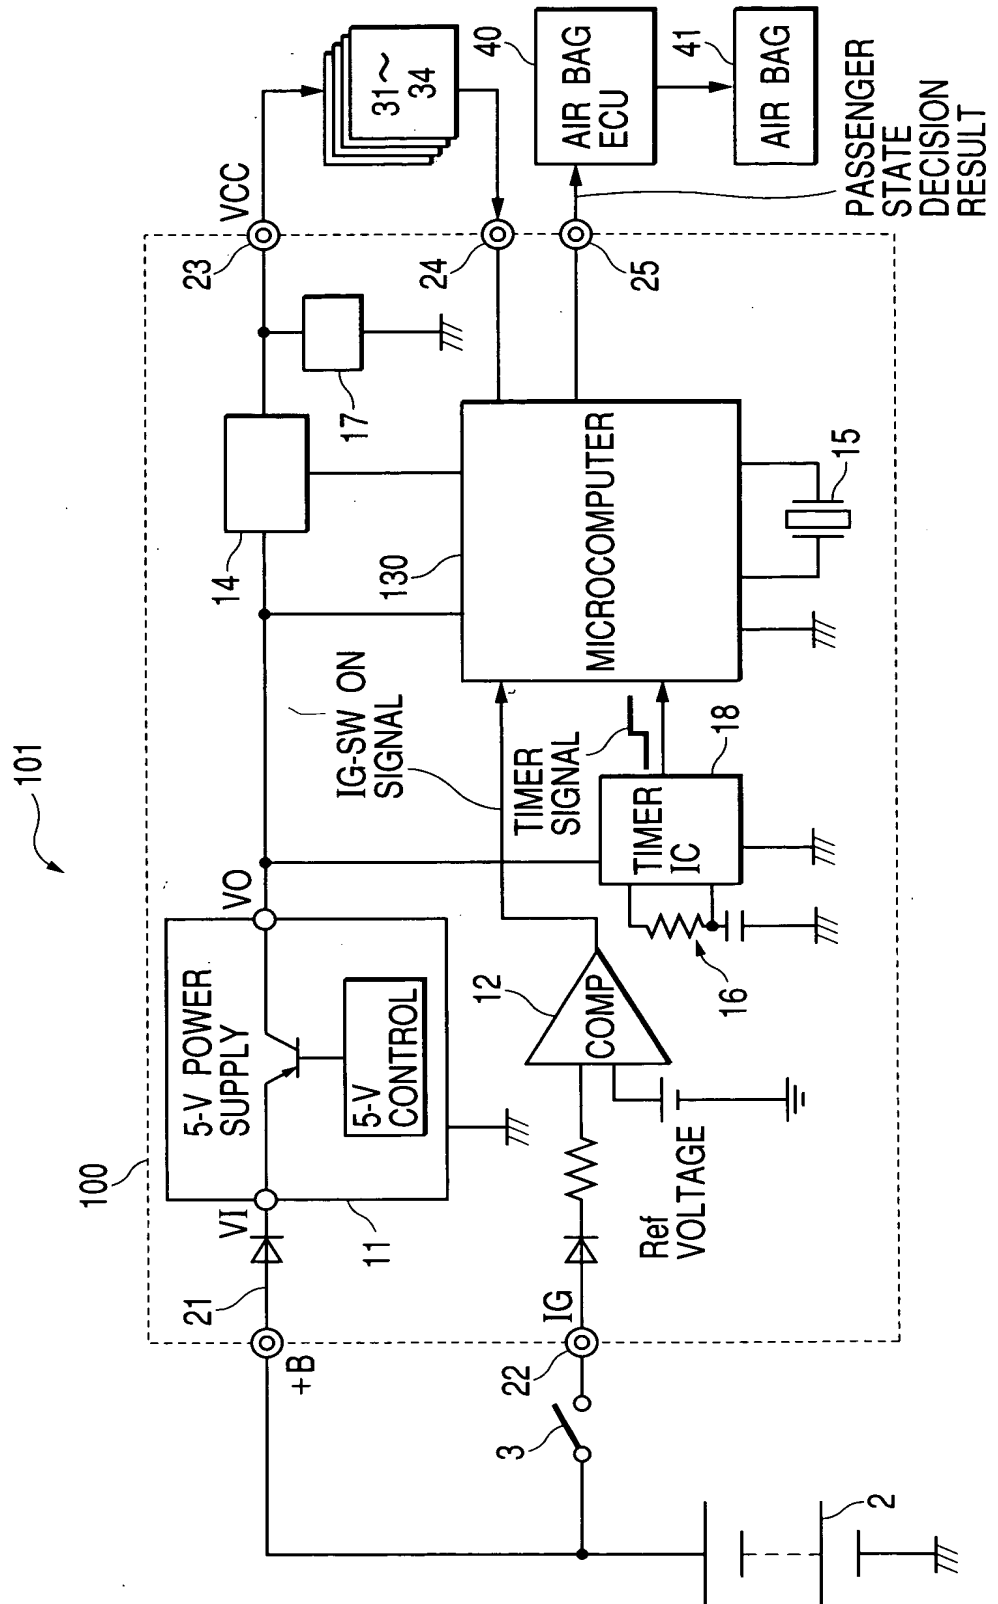 101
100
5-V POWER
SUPPLY
5-V
CONTROL
VI
VO
11
21
+B
IG
22
3
2
Ref
VOLTAGE
12
COMP
IG-SW ON
SIGNAL
TIMER
SIGNAL
TIMER
IC
16
18
14
130
MICROCOMPUTER
15
17
23
VCC
24
25
31~
34
40
AIR BAG
ECU
41
AIR BAG
PASSENGER
STATE
DECISION
RESULT